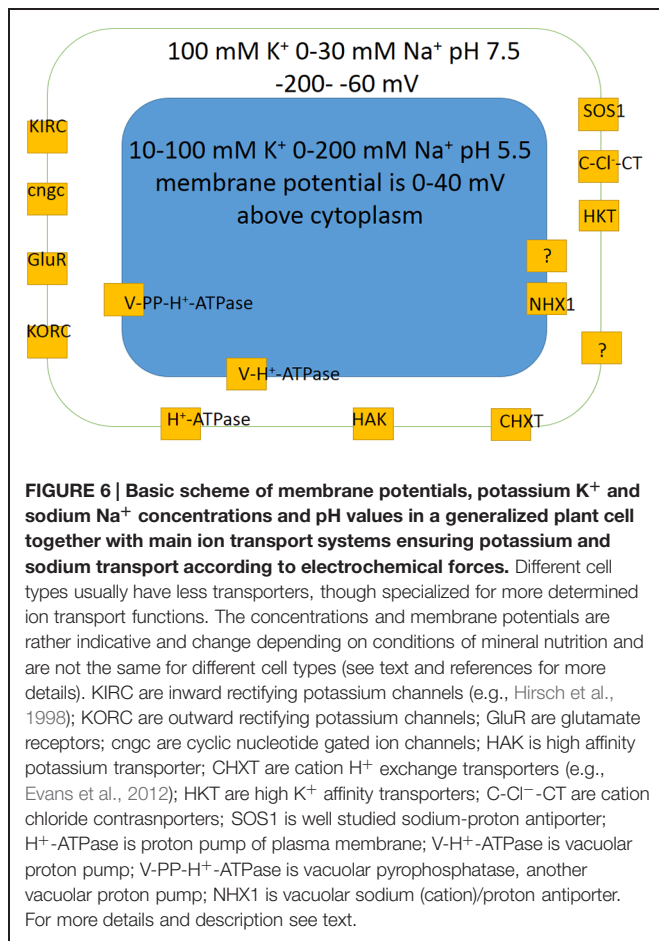 100 mM K⁺ 0-30 mM Na⁺ pH 7.5
-200- -60 mV
KIRC
cngc
GluR
KORC
10-100 mM K⁺ 0-200 mM Na⁺ pH 5.5
membrane potential is 0-40 mV
above cytoplasm
SOS1
C-Cl⁻-CT
HKT
?
NHX1
?
V-PP-H⁺-ATPase
V-H⁺-ATPase
H⁺-ATPase
HAK
CHXT
FIGURE 6 | Basic scheme of membrane potentials, potassium K⁺ and
sodium Na⁺ concentrations and pH values in a generalized plant cell
together with main ion transport systems ensuring potassium and
sodium transport according to electrochemical forces. Different cell
types usually have less transporters, though specialized for more determined
ion transport functions. The concentrations and membrane potentials are
rather indicative and change depending on conditions of mineral nutrition and
are not the same for different cell types (see text and references for more
details). KIRC are inward rectifying potassium channels (e.g., Hirsch et al.,
1998); KORC are outward rectifying potassium channels; GluR are glutamate
receptors; cngc are cyclic nucleotide gated ion channels; HAK is high affinity
potassium transporter; CHXT are cation H⁺ exchange transporters (e.g.,
Evans et al., 2012); HKT are high K⁺ affinity transporters; C-Cl⁻-CT are cation
chloride contrasnporters; SOS1 is well studied sodium-proton antiporter;
H⁺-ATPase is proton pump of plasma membrane; V-H⁺-ATPase is vacuolar
proton pump; V-PP-H⁺-ATPase is vacuolar pyrophosphatase, another
vacuolar proton pump; NHX1 is vacuolar sodium (cation)/proton antiporter.
For more details and description see text.